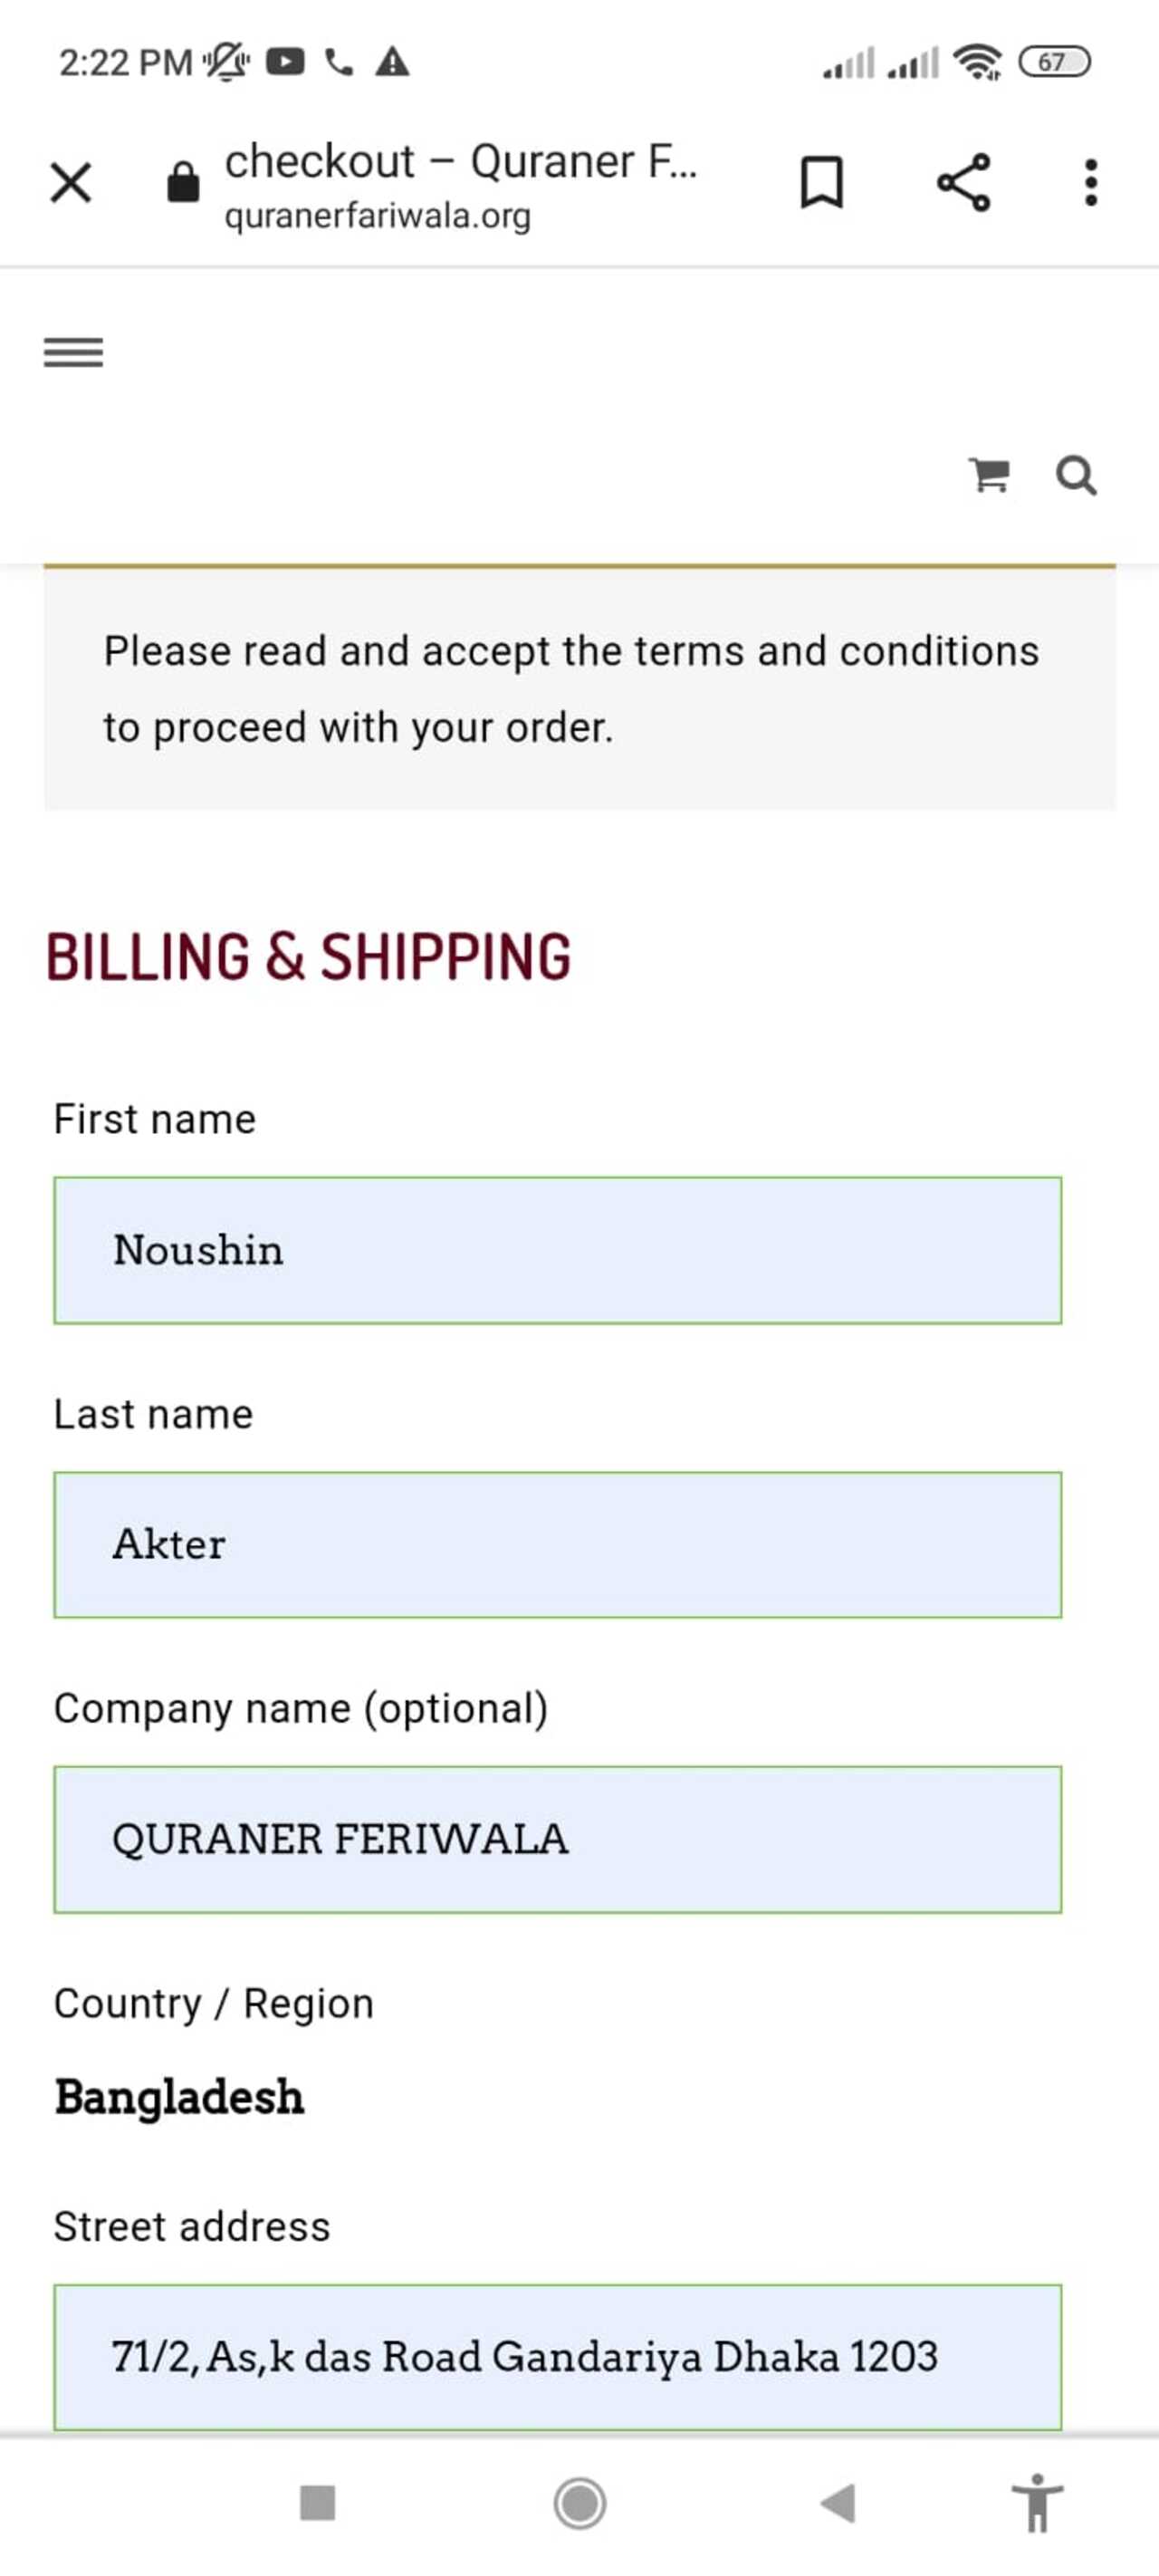 2:22 PM
67
checkout – Quraner F...
quranerfariwala.org
Please read and accept the terms and conditions
to proceed with your order.
BILLING & SHIPPING
First name
Noushin
Last name
Akter
Company name (optional)
QURANER FERIWALA
Country / Region
Bangladesh
Street address
71/2,As,k das Road Gandariya Dhaka 1203